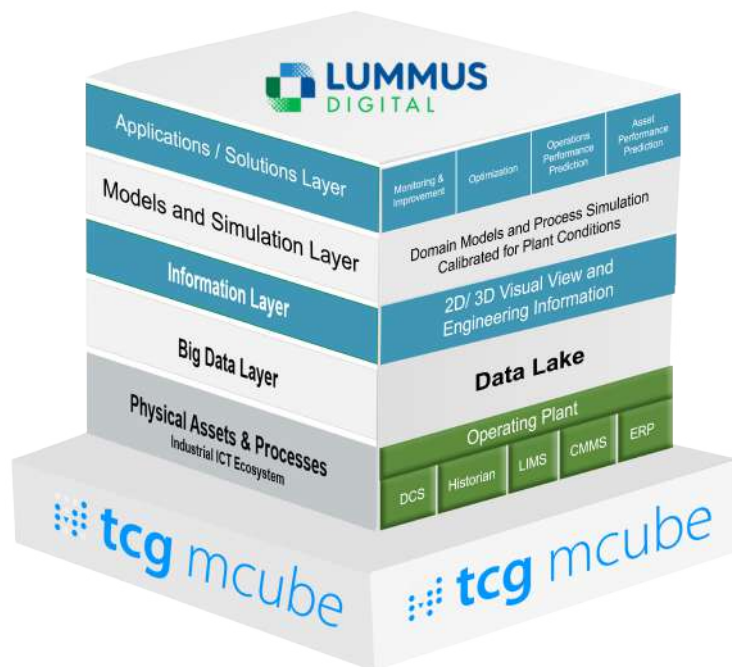 LUMMUS
DIGITAL
Applications / Solutions Layer
Models and Simulation Layer
Information Layer
Big Data Layer
Physical Assets & Processes
Industrial ICT Ecosystem
Monitoring &
Improvement
Optimization
Operations
Performance
Prediction
Asset
Performance
Prediction
Domain Models and Process Simulation
Calibrated for Plant Conditions
2D/ 3D Visual View and
Engineering Information
Data Lake
Operating Plant
DCS
Historian
LIMS
CMMS
ERP
tcg mcube
tcg mcube